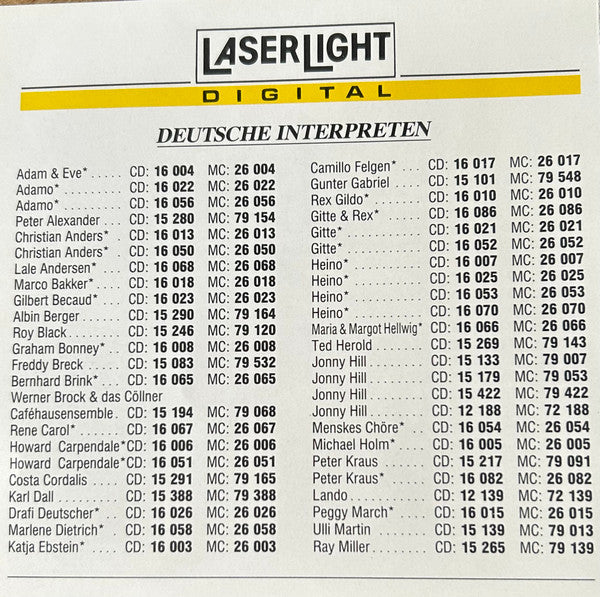 LASERLIGHT
DIGITAL
DEUTSCHE INTERPRETEN
Adam & Eve* ..... CD: 16 004 MC: 26 004
Adamo* ......... CD: 16 022 MC: 26 022
Adamo* ......... CD: 16 056 MC: 26 056
Peter Alexander ... CD: 15 280 MC: 79 154
Christian Anders* . CD: 16 013 MC: 26 013
Christian Anders* . CD: 16 050 MC: 26 050
Lale Andersen* ... CD: 16 068 MC: 26 068
Marco Bakker* .... CD: 16 018 MC: 26 018
Gilbert Becaud* ... CD: 16 023 MC: 26 023
Albin Berger ...... CD: 15 290 MC: 79 164
Roy Black......... CD: 15 246 MC: 79 120
Graham Bonney* .. CD: 16 008 MC: 26 008
Freddy Breck ..... CD: 15 083 MC: 79 532
Bernhard Brink* ... CD: 16 065 MC: 26 065
Werner Brock & das Cöllner
Caféhausensemble. CD: 15 194 MC: 79 068
Rene Carol* ...... CD: 16 067 MC: 26 067
Howard Carpendale* CD: 16 006 MC: 26 006
Howard Carpendale* CD: 16 051 MC: 26 051
Costa Cordalis .... CD: 15 291 MC: 79 165
Karl Dall ......... CD: 15 388 MC: 79 388
Drafi Deutscher* ... CD: 16 026 MC: 26 026
Marlene Dietrich* .. CD: 16 058 MC: 26 058
Katja Ebstein* .... CD: 16 003 MC: 26 003
Camillo Felgen* ... CD: 16 017 MC: 26 017
Gunter Gabriel .... CD: 15 101 MC: 79 548
Rex Gildo* ....... CD: 16 010 MC: 26 010
Gitte & Rex* ...... CD: 16 086 MC: 26 086
Gitte* ........... CD: 16 021 MC: 26 021
Gitte* ........... CD: 16 052 MC: 26 052
Heino* .......... CD: 16 007 MC: 26 007
Heino* .......... CD: 16 025 MC: 26 025
Heino* .......... CD: 16 053 MC: 26 053
Heino* .......... CD: 16 070 MC: 26 070
Maria & Margot Hellwig* CD: 16 066 MC: 26 066
Ted Herold ....... CD: 15 269 MC: 79 143
Jonny Hill ........ CD: 15 133 MC: 79 007
Jonny Hill ........ CD: 15 179 MC: 79 053
Jonny Hill ........ CD: 15 422 MC: 79 422
Jonny Hill ........ CD: 12 188 MC: 72 188
Menskes Chöre* ... CD: 16 054 MC: 26 054
Michael Holm* .... CD: 16 005 MC: 26 005
Peter Kraus ...... CD: 15 217 MC: 79 091
Peter Kraus* ..... CD: 16 082 MC: 26 082
Lando........... CD: 12 139 MC: 72 139
Peggy March* .... CD: 16 015 MC: 26 015
Ulli Martin ....... CD: 15 139 MC: 79 013
Ray Miller........ CD: 15 265 MC: 79 139